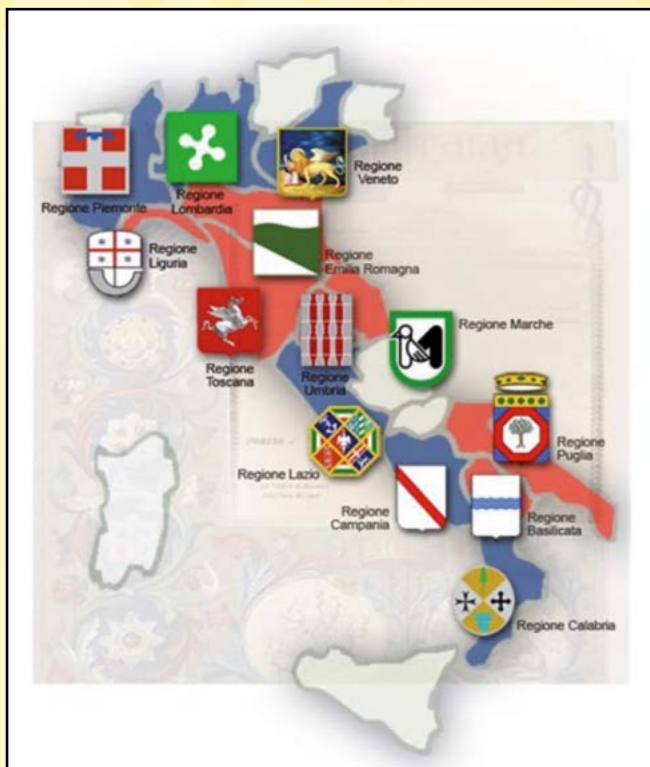 Regione Piemonte
Regione
Lombardia
Regione
Veneto
Regione
Liguria
Regione
Emilia Romagna
Regione
Toscana
Regione
Umbria
Regione Marche
Regione Lazio
Regione
Puglia
Regione
Campania
Regione
Basilicata
Regione Calabria